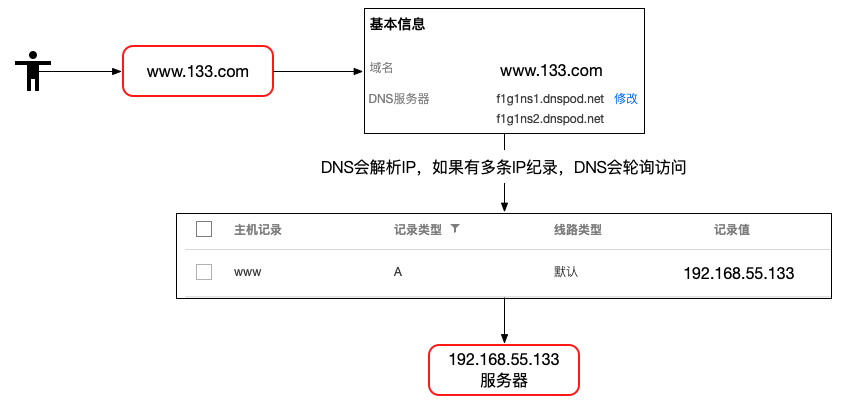 基本信息
www.133.com
域名 www.133.com
DNS服务器 f1g1ns1.dnspod.net 修改
f1g1ns2.dnspod.net
DNS会解析IP，如果有多条IP纪录，DNS会轮询访问
主机记录 记录类型 线路类型 记录值
www A 默认 192.168.55.133
192.168.55.133
服务器